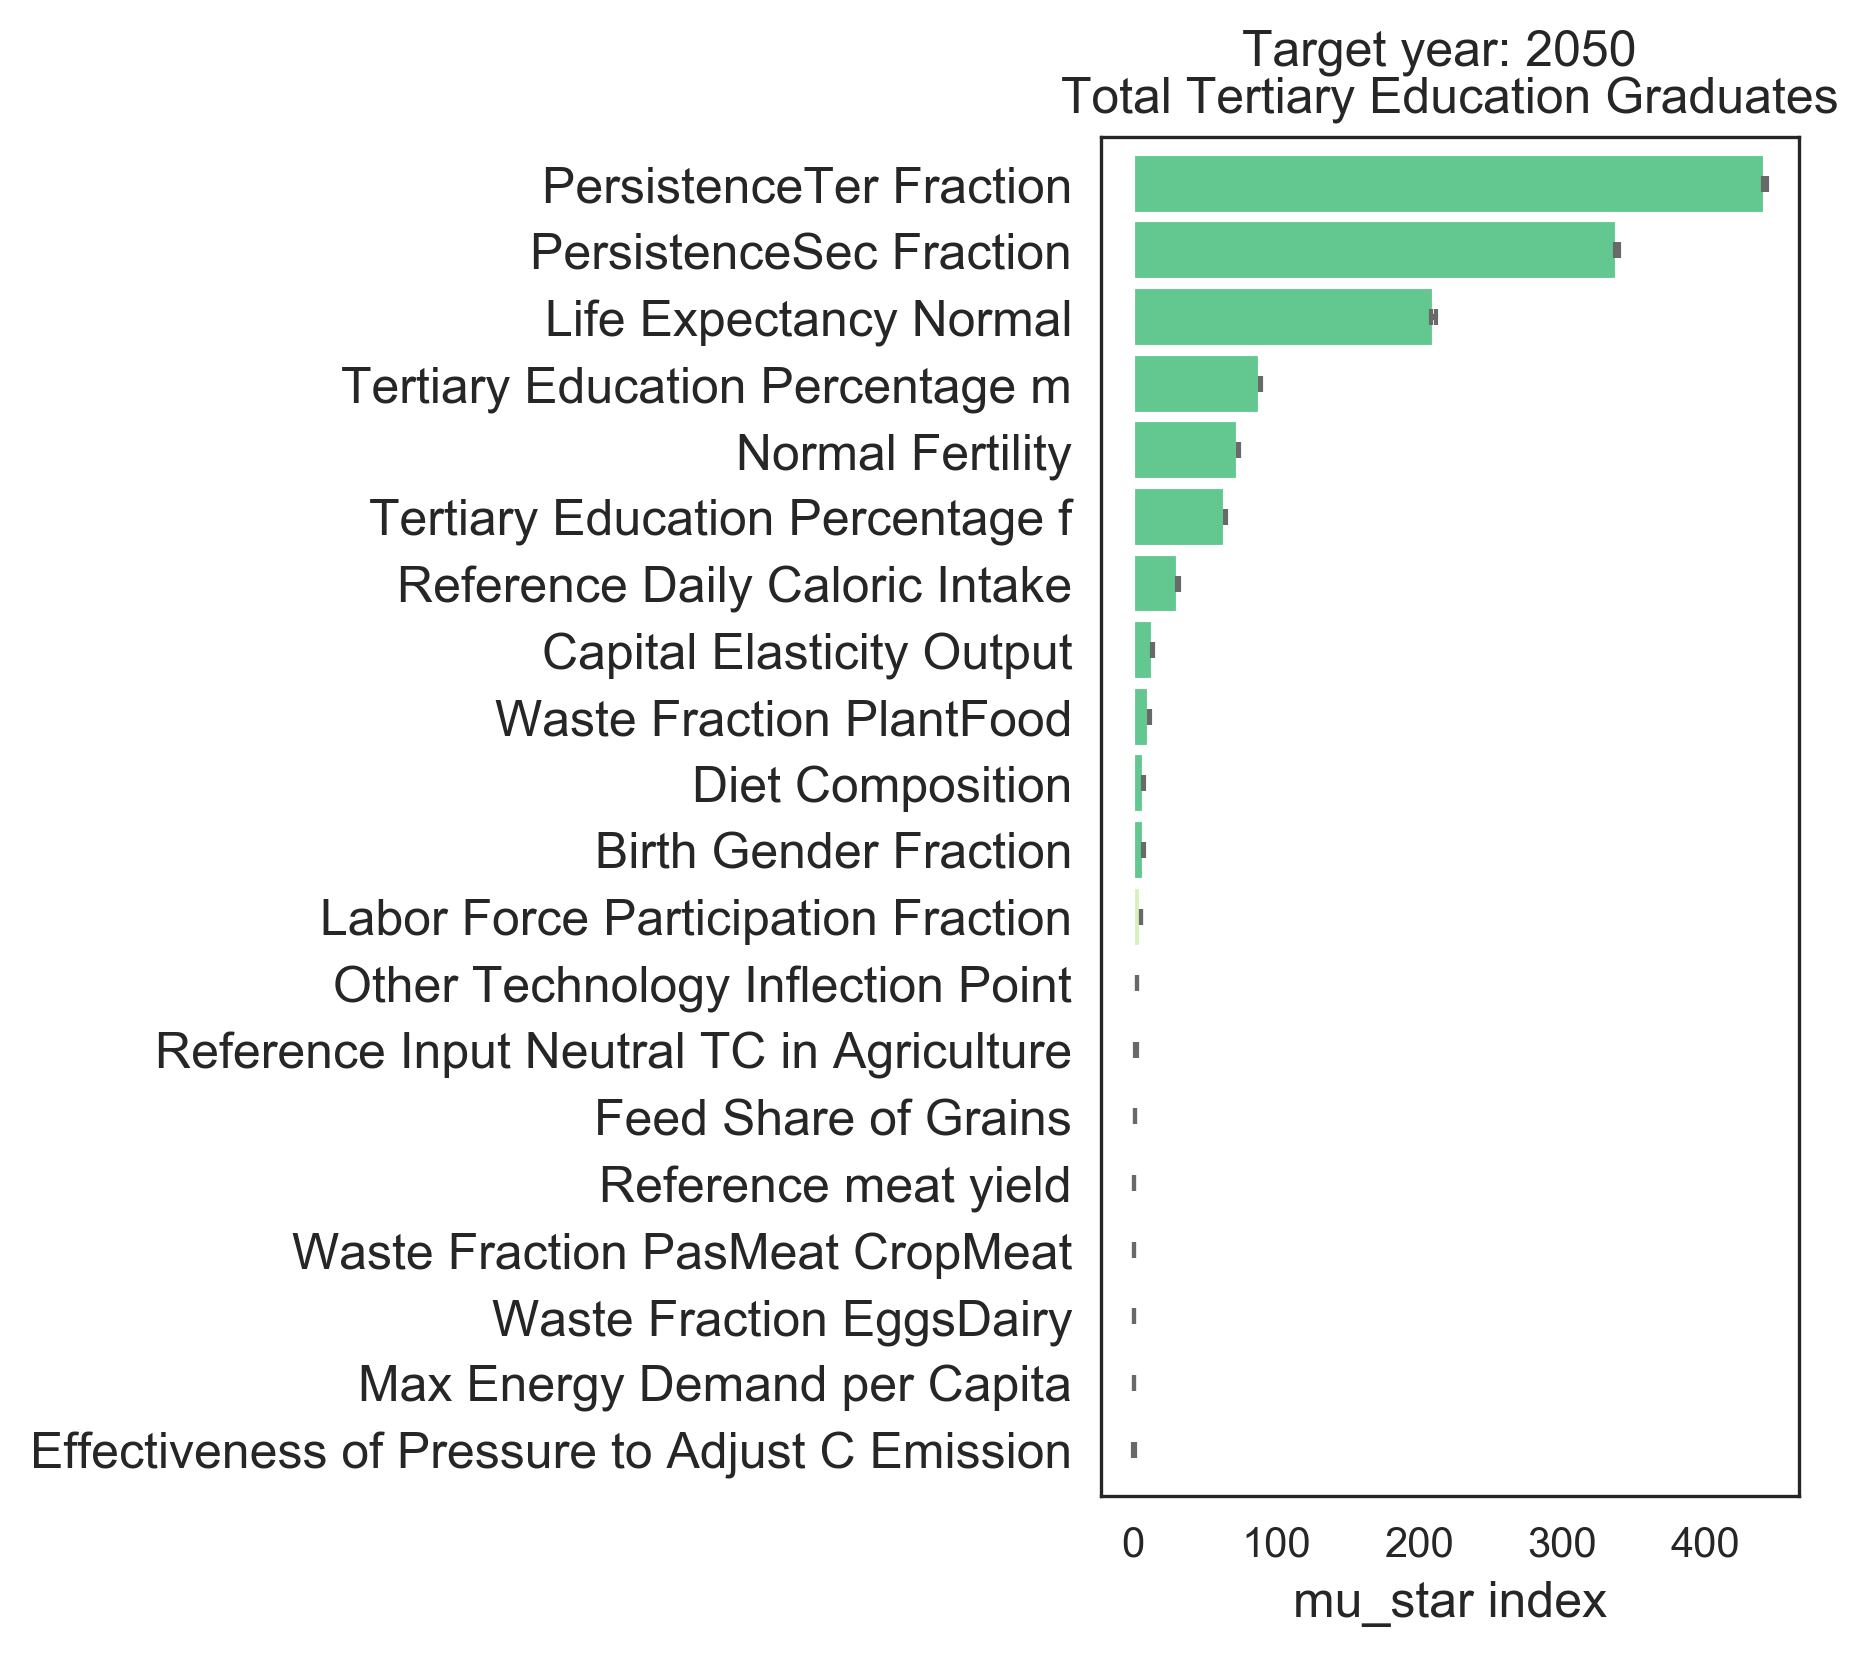 Target year: 2050
Total Tertiary Education Graduates
PersistenceTer Fraction
PersistenceSec Fraction
Life Expectancy Normal
Tertiary Education Percentage m
Normal Fertility
Tertiary Education Percentage f
Reference Daily Caloric Intake
Capital Elasticity Output
Waste Fraction PlantFood
Diet Composition
Birth Gender Fraction
Labor Force Participation Fraction
Other Technology Inflection Point
Reference Input Neutral TC in Agriculture
Feed Share of Grains
Reference meat yield
Waste Fraction PasMeat CropMeat
Waste Fraction EggsDairy
Max Energy Demand per Capita
Effectiveness of Pressure to Adjust C Emission
0 100 200 300 400
mu_star index